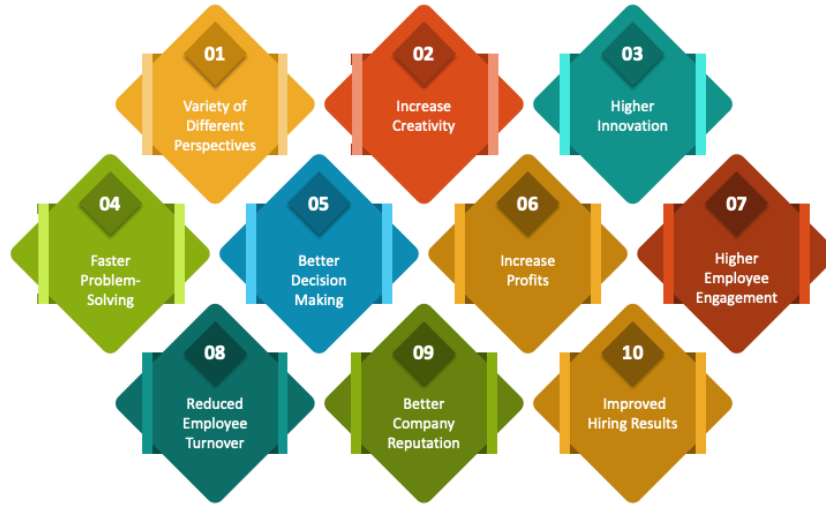 01
Variety of
Different
Perspectives
02
Increase
Creativity
03
Higher
Innovation
04
Faster
Problem-
Solving
05
Better
Decision
Making
06
Increase
Profits
07
Higher
Employee
Engagement
08
Reduced
Employee
Turnover
09
Better
Company
Reputation
10
Improved
Hiring Results